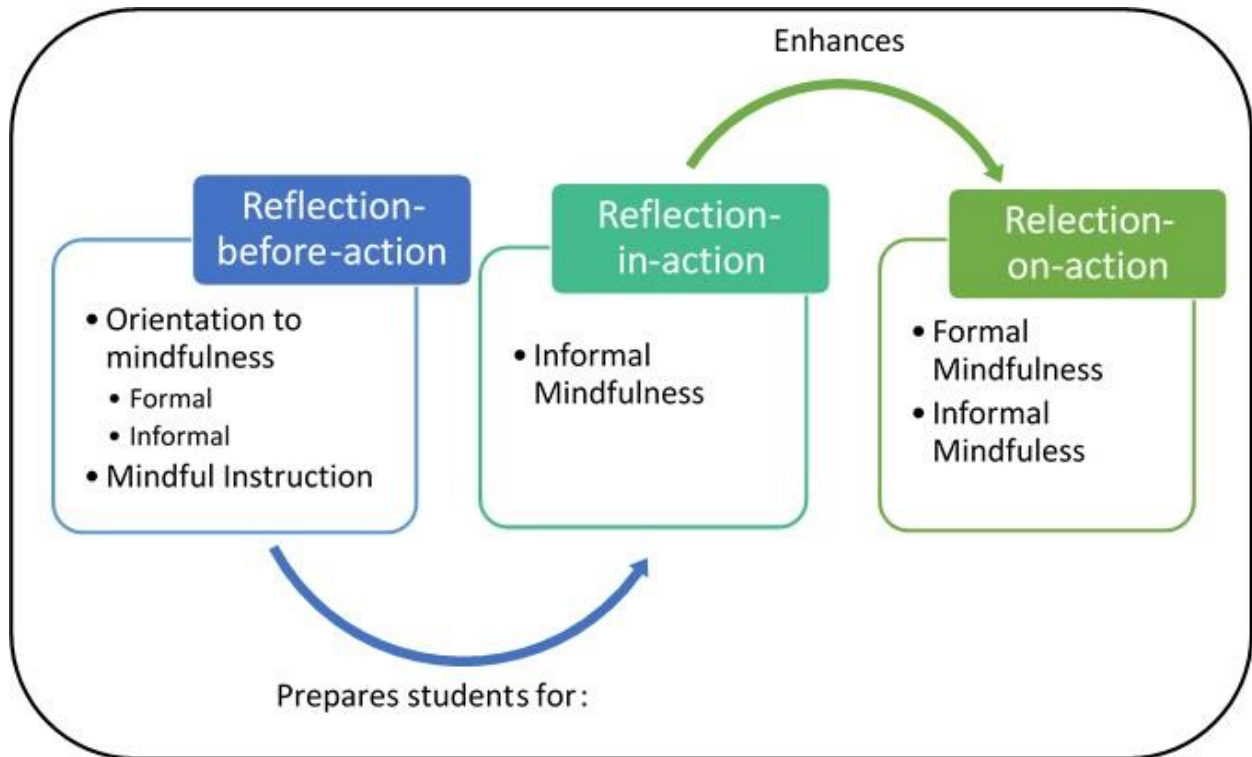 Enhances
Reflection-
before-action
• Orientation to
mindfulness
• Formal
• Informal
• Mindful Instruction
Reflection-
in-action
• Informal
Mindfulness
Relection-
on-action
• Formal
Mindfulness
• Informal
Mindfuless
Prepares students for: